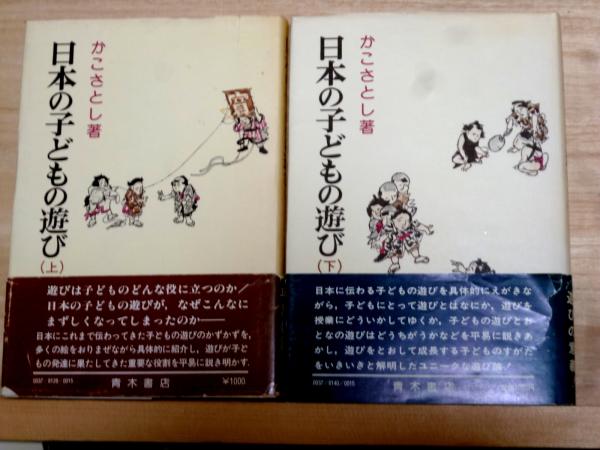 かこさとし著
日本の子どもの遊び
(上)
遊びは子どものどんな役に立つのか/
日本の子どもの遊びが, なぜこんなに
まずしくなってしまったのか——
日本にこれまで伝わってきた子どもの遊びのかずかずを,
多くの絵をおりまぜながら具体的に紹介し, 遊びが子ど
もの発達に果たしてきた重要な役割を平易に説き明かす.
0037-8139-0015
青木書店
¥1000
かこさとし著
日本の子どもの遊び
(下)
日本に伝わる子どもの遊びを具体的にえがきな
がら, 子どもにとって遊びとはなにか, 遊びを
授業にどういかしてゆくか, 子どもの遊びとお
となの遊びはどうちがうかなどを平易に説きあ
かし, 遊びをとおして成長する子どものすがた
をいきいきと解明したユニークな遊び論!
0037-8140-0015
青木書店